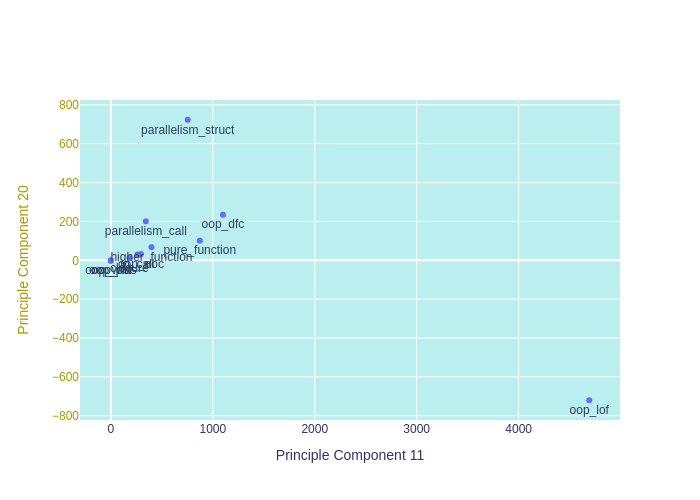 800
600
400
200
0
−200
−400
−600
−800
Principle Component 20
parallelism_struct
oop_dfc
parallelism_call
pure_function
higher_function
oop_lof
0
1000
2000
3000
4000
Principle Component 11